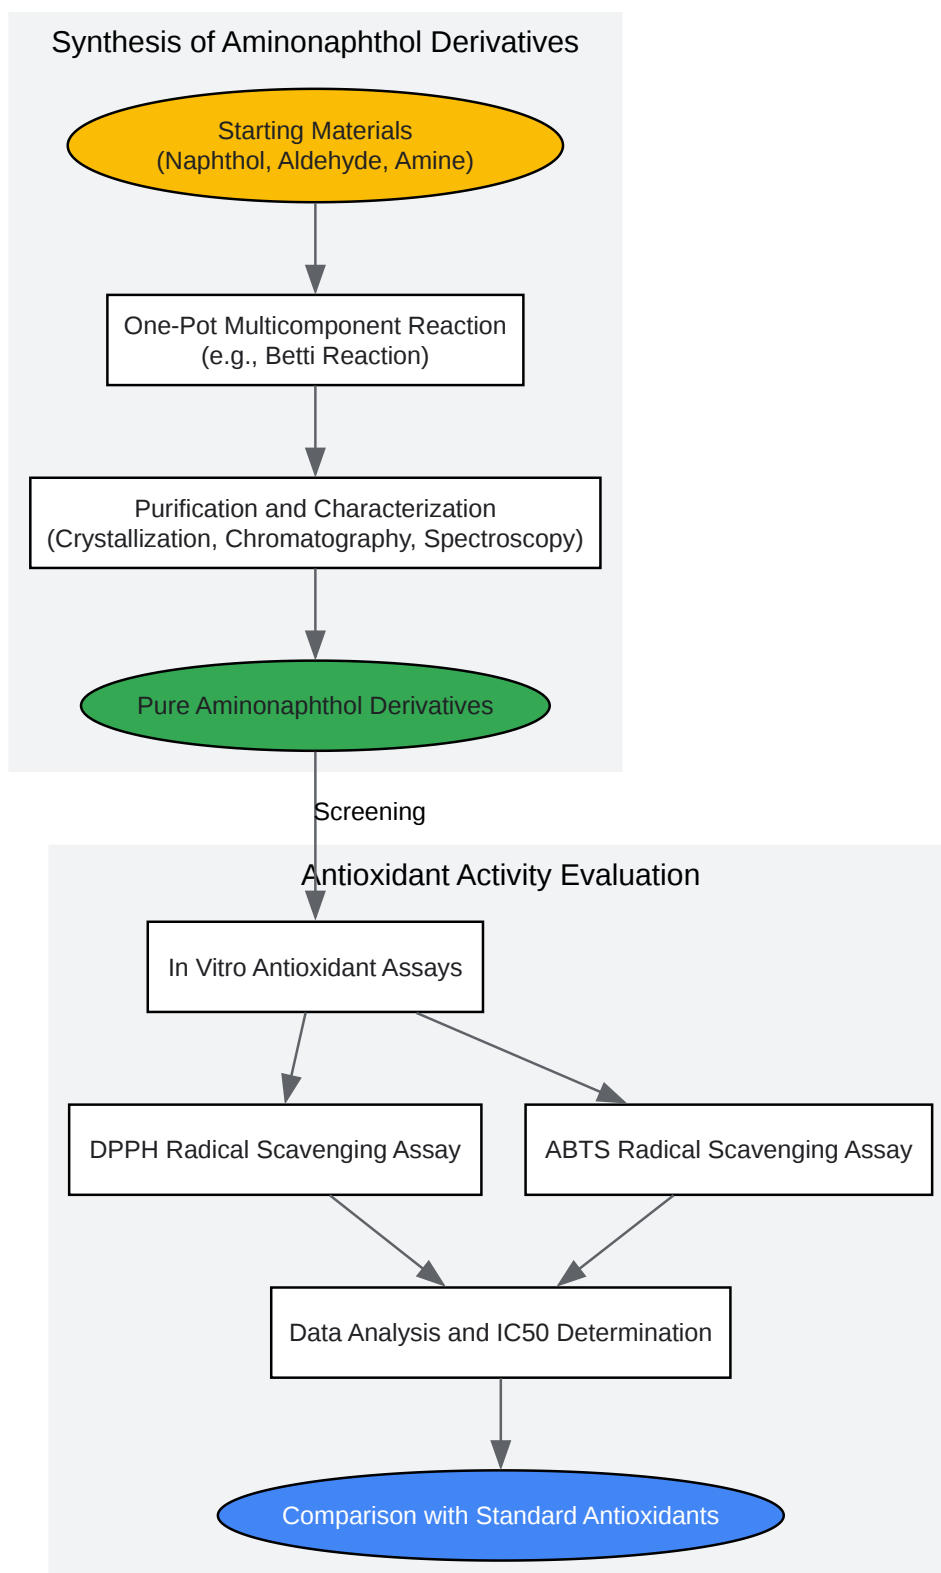 Synthesis of Aminonaphthol Derivatives
Starting Materials
(Naphthol, Aldehyde, Amine)
One-Pot Multicomponent Reaction
(e.g., Betti Reaction)
Purification and Characterization
(Crystallization, Chromatography, Spectroscopy)
Pure Aminonaphthol Derivatives
Screening
Antioxidant Activity Evaluation
In Vitro Antioxidant Assays
DPPH Radical Scavenging Assay
ABTS Radical Scavenging Assay
Data Analysis and IC50 Determination
Comparison with Standard Antioxidants